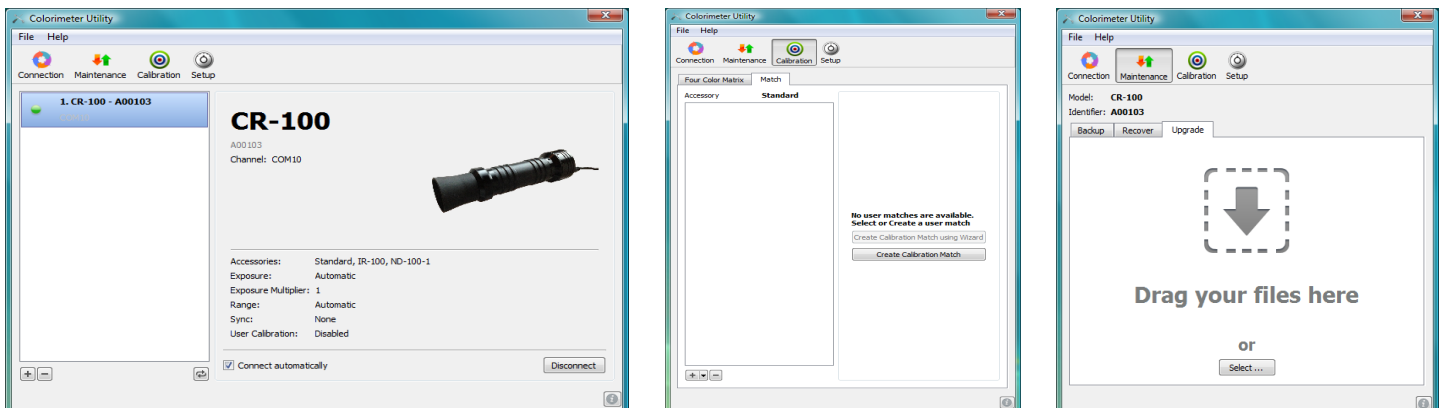 Colorimeter Utility
File Help
Connection Maintenance Calibration Setup
1. CR-100 - A00103
COM10
CR-100
A00103
Channel: COM10
Accessories: Standard, IR-100, ND-100-1
Exposure: Automatic
Exposure Multiplier: 1
Range: Automatic
Sync: None
User Calibration: Disabled
Connect automatically
Disconnect
Colorimeter Utility
File Help
Connection Maintenance Calibration Setup
Four Color Matrix Match
Accessory Standard
No user matches are available.
Select or Create a user match
Create Calibration Match using Wizard
Create Calibration Match
Colorimeter Utility
File Help
Connection Maintenance Calibration Setup
Model: CR-100
Identifier: A00103
Backup Recover Upgrade
Drag your files here
or
Select ...